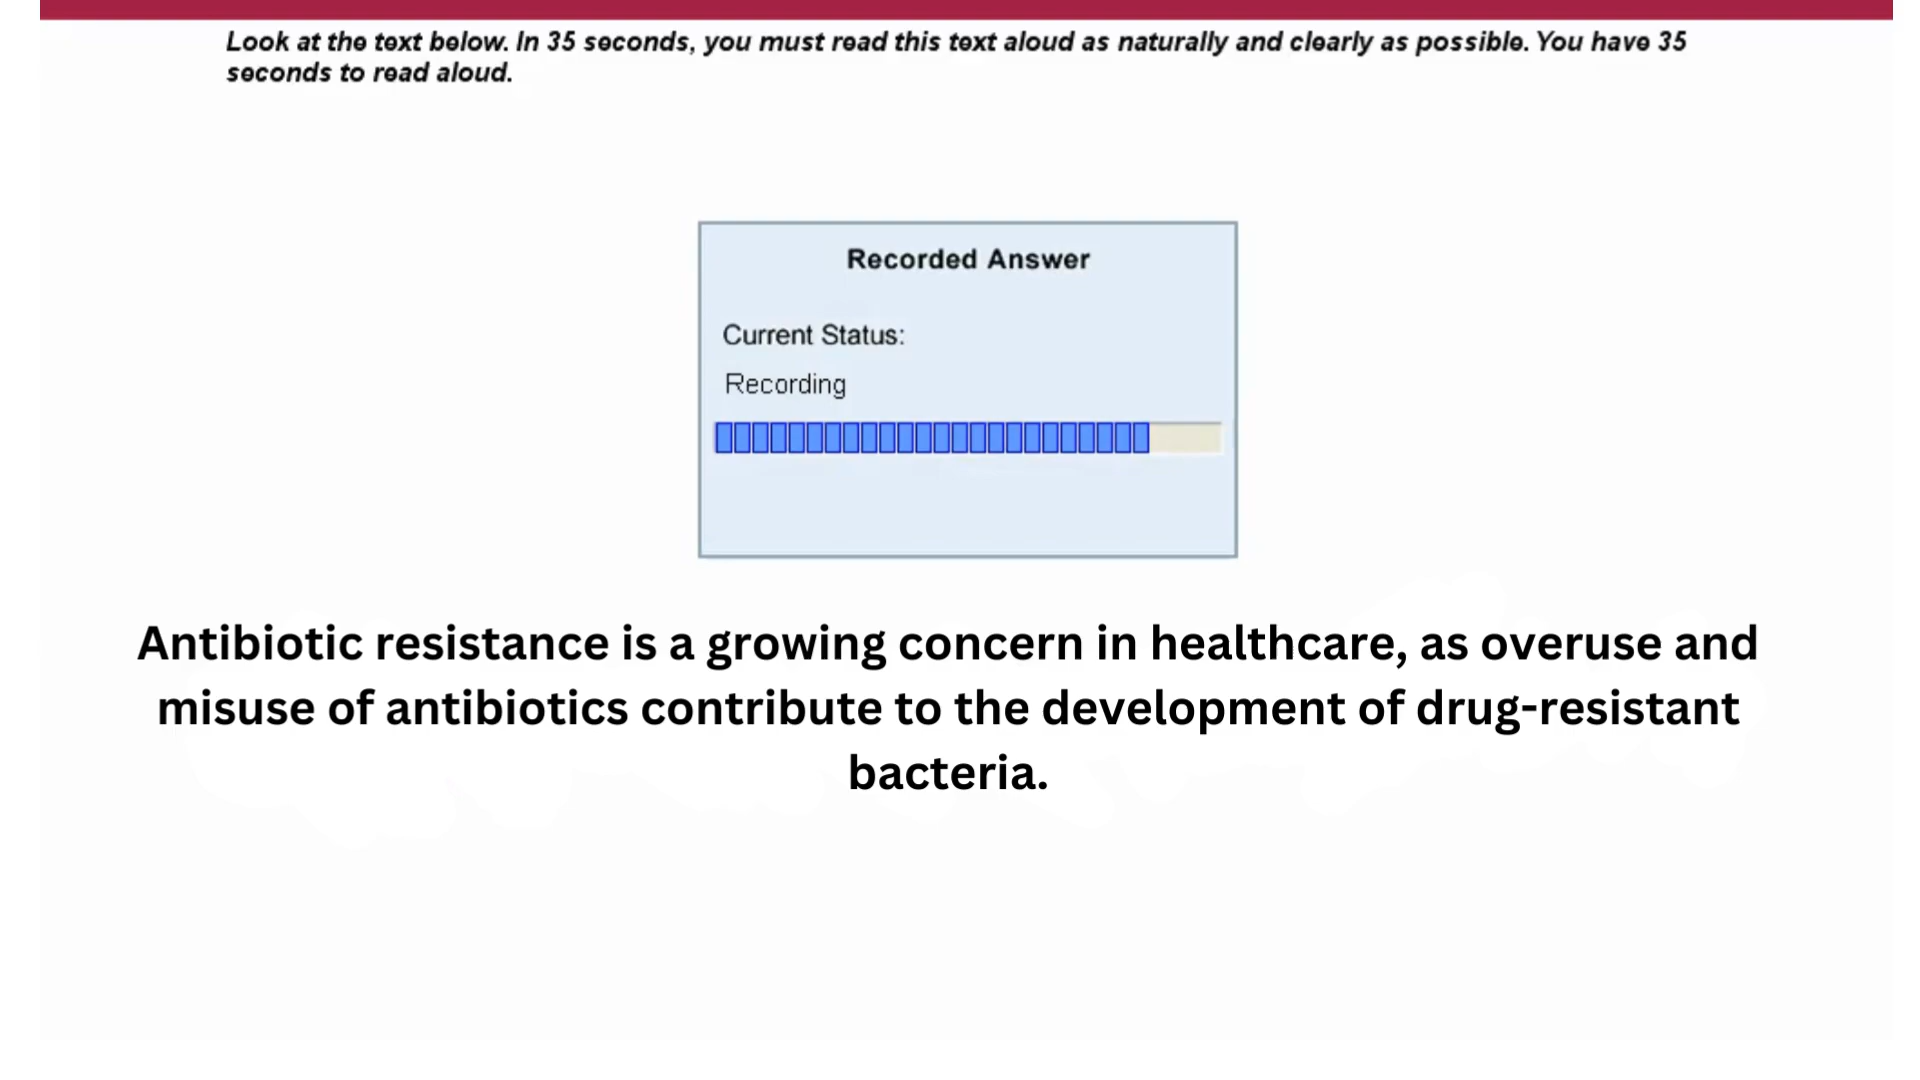 Look at the text below. In 35 seconds, you must read this text aloud as naturally and clearly as possible. You have 35
seconds to read aloud.
Recorded Answer
Current Status:
Recording
Antibiotic resistance is a growing concern in healthcare, as overuse and
misuse of antibiotics contribute to the development of drug-resistant
bacteria.